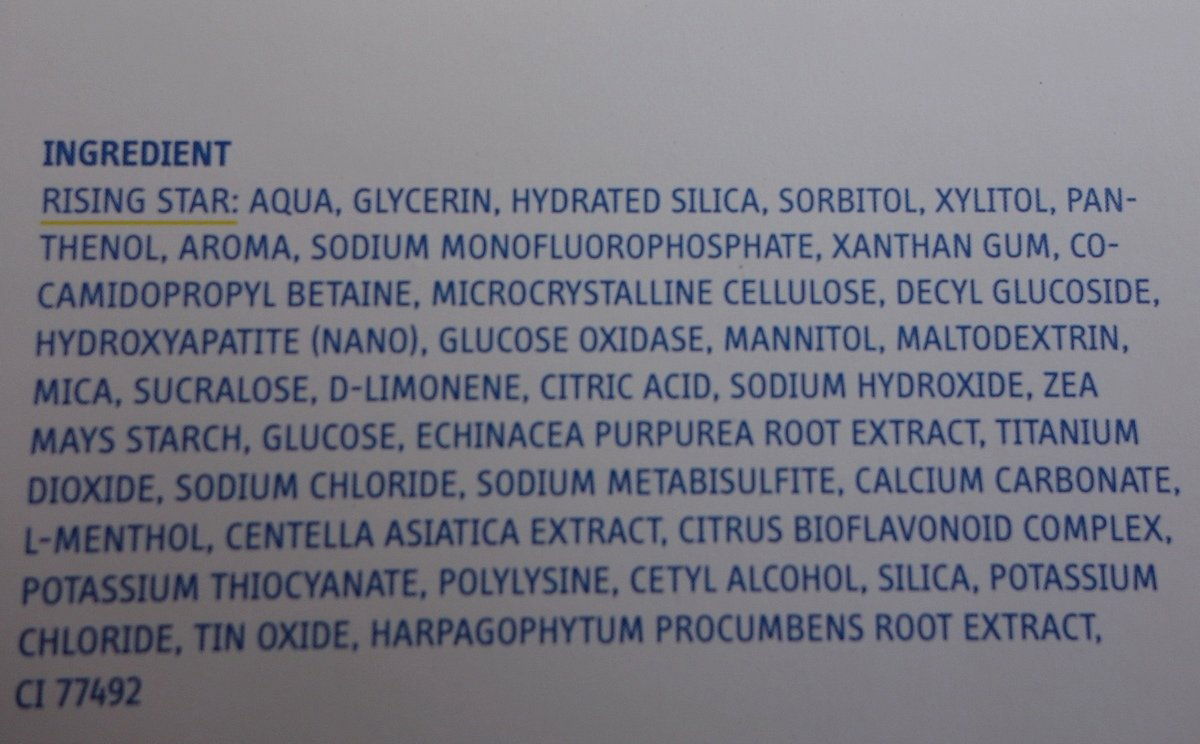 INGREDIENT
RISING STAR: AQUA, GLYCERIN, HYDRATED SILICA, SORBITOL, XYLITOL, PAN-
THENOL, AROMA, SODIUM MONOFLUOROPHOSPHATE, XANTHAN GUM, CO-
CAMIDOPROPYL BETAINE, MICROCRYSTALLINE CELLULOSE, DECYL GLUCOSIDE,
HYDROXYAPATITE (NANO), GLUCOSE OXIDASE, MANNITOL, MALTODEXTRIN,
MICA, SUCRALOSE, D-LIMONENE, CITRIC ACID, SODIUM HYDROXIDE, ZEA
MAYS STARCH, GLUCOSE, ECHINACEA PURPUREA ROOT EXTRACT, TITANIUM
DIOXIDE, SODIUM CHLORIDE, SODIUM METABISULFITE, CALCIUM CARBONATE,
L-MENTHOL, CENTELLA ASIATICA EXTRACT, CITRUS BIOFLAVONOID COMPLEX,
POTASSIUM THIOCYANATE, POLYLYSINE, CETYL ALCOHOL, SILICA, POTASSIUM
CHLORIDE, TIN OXIDE, HARPAGOPHYTUM PROCUMBENS ROOT EXTRACT,
CI 77492